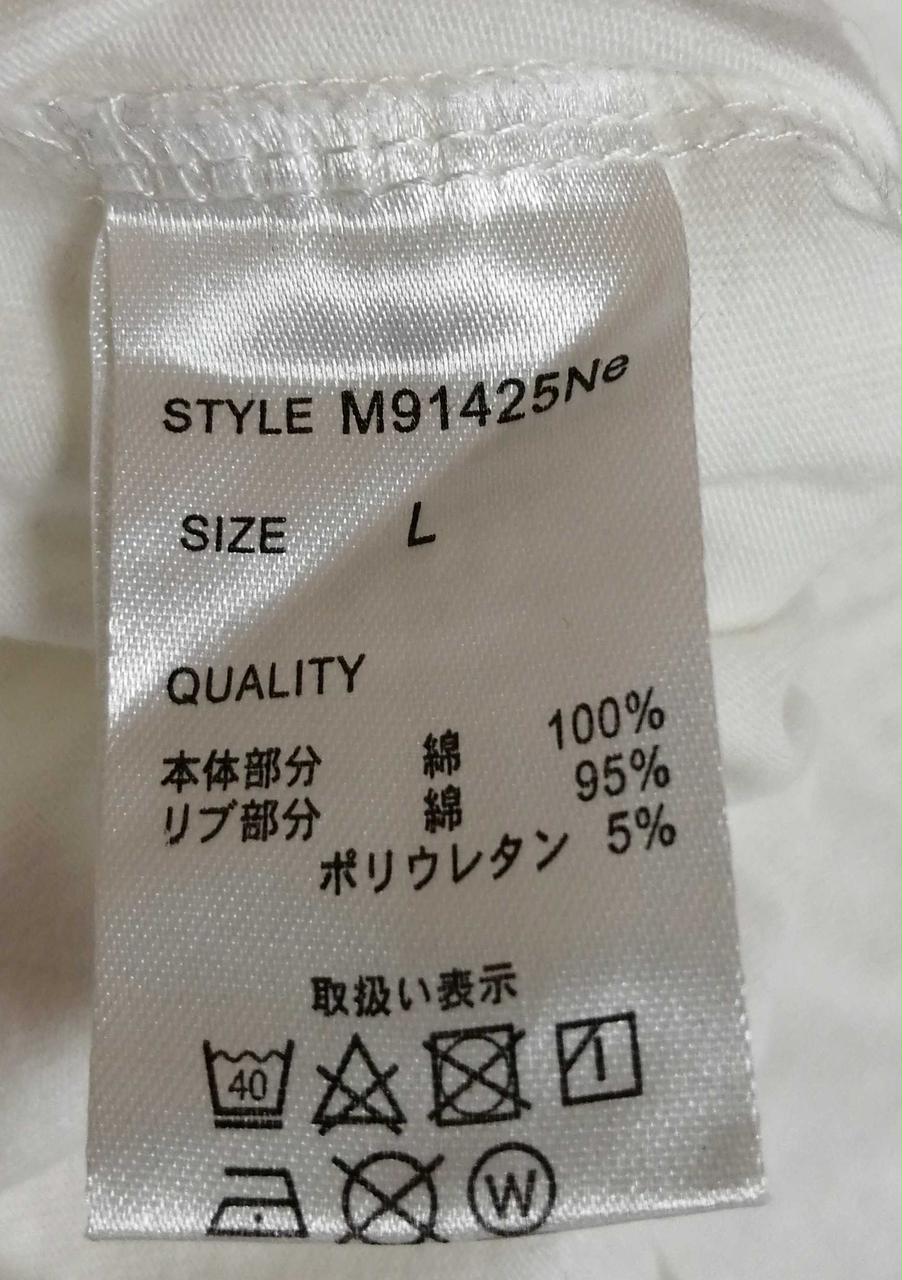 STYLE M91425Ne
SIZE L
QUALITY
本体部分 綿 100%
リブ部分 綿 95%
ポリウレタン 5%
取扱い表示
40
W